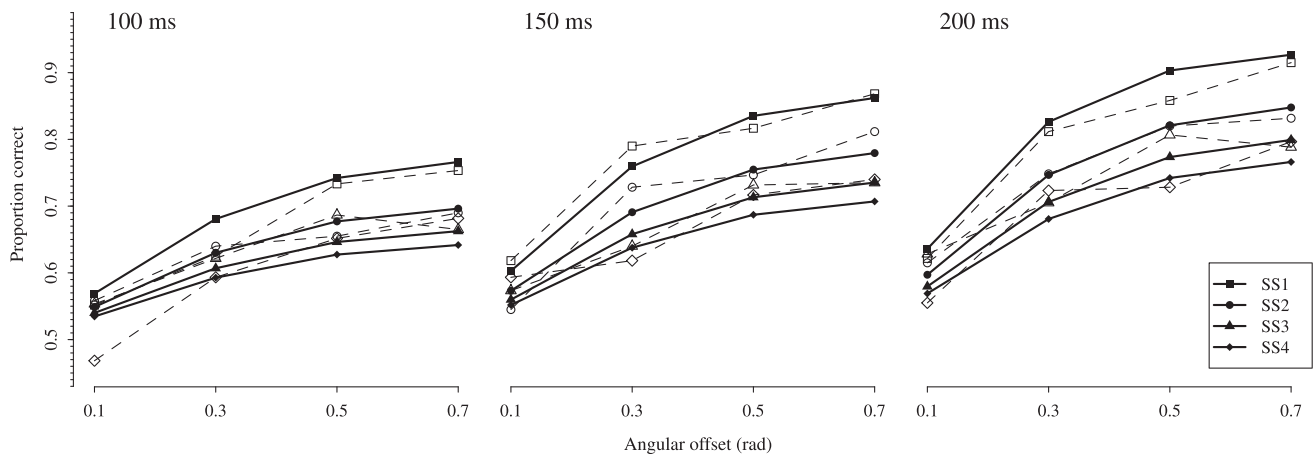 100 ms
150 ms
200 ms
Proportion correct
0.9
0.8
0.7
0.6
0.5
SS1
SS2
SS3
SS4
0.1 0.3 0.5 0.7
0.1 0.3 0.5 0.7
0.1 0.3 0.5 0.7
Angular offset (rad)